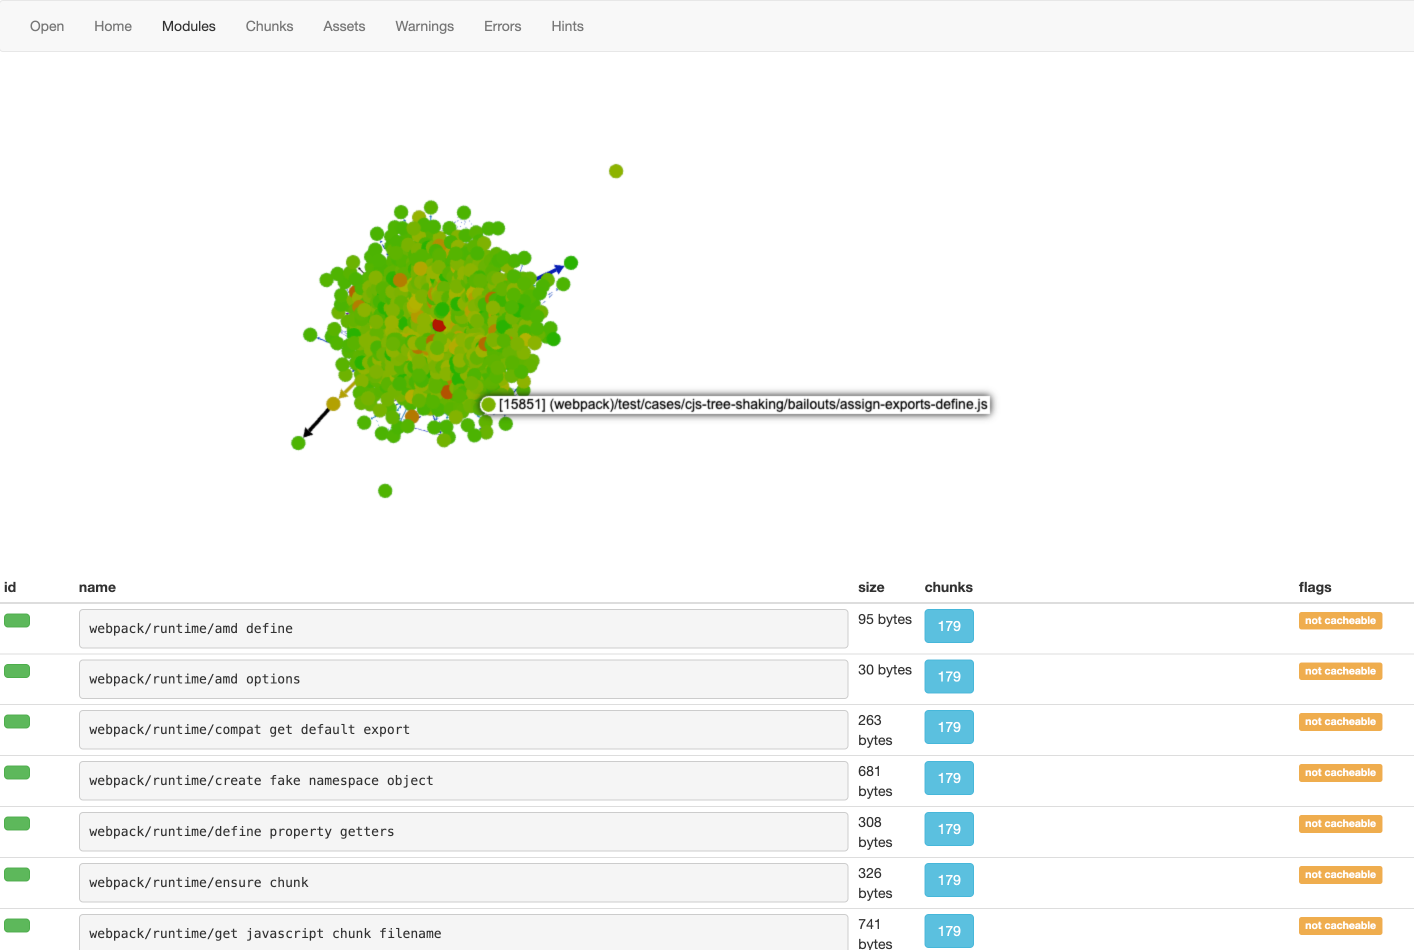 Open Home Modules Chunks Assets Warnings Errors Hints
[15851] (webpack)/test/cases/cjs-tree-shaking/bailouts/assign-exports-define.js
id name size chunks flags
webpack/runtime/amd define 95 bytes 179 not cacheable
webpack/runtime/amd options 30 bytes 179 not cacheable
webpack/runtime/compat get default export 263 bytes 179 not cacheable
webpack/runtime/create fake namespace object 681 bytes 179 not cacheable
webpack/runtime/define property getters 308 bytes 179 not cacheable
webpack/runtime/ensure chunk 326 bytes 179 not cacheable
webpack/runtime/get javascript chunk filename 741 bytes 179 not cacheable